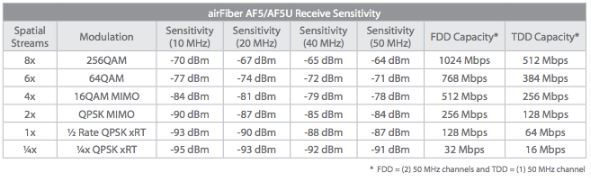 airFiber AF5/AF5U Receive Sensitivity
Spatial Streams Modulation Sensitivity (10 MHz) Sensitivity (20 MHz) Sensitivity (40 MHz) Sensitivity (50 MHz) FDD Capacity* TDD Capacity*
8x 256QAM -70 dBm -67 dBm -65 dBm -64 dBm 1024 Mbps 512 Mbps
6x 64QAM -77 dBm -74 dBm -72 dBm -71 dBm 768 Mbps 384 Mbps
4x 16QAM MIMO -84 dBm -81 dBm -79 dBm -78 dBm 512 Mbps 256 Mbps
2x QPSK MIMO -90 dBm -87 dBm -85 dBm -84 dBm 256 Mbps 128 Mbps
1x ½ Rate QPSK xRT -93 dBm -90 dBm -88 dBm -87 dBm 128 Mbps 64 Mbps
¼x ¼x QPSK xRT -95 dBm -93 dBm -92 dBm -91 dBm 32 Mbps 16 Mbps
* FDD = (2) 50 MHz channels and TDD = (1) 50 MHz channel